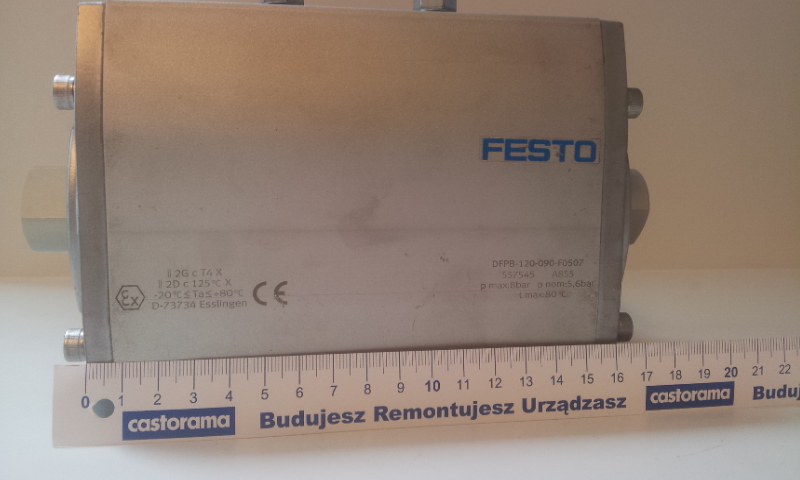 FESTO
II 2G c T4 X
II 2D c 125°C X
-20°C ≤ Ta ≤ +80°C
D-73734 Esslingen
Ex
CE
DFPB-120-090-F0507
557545 A855
p max:8bar p nom:5,6bar
t max:80°C
0 1 2 3 4 5 6 7 8 9 10 11 12 13 14 15 16 17 18 19 20 21 22
castorama Budujesz Remontujesz Urządzasz castorama Buduj